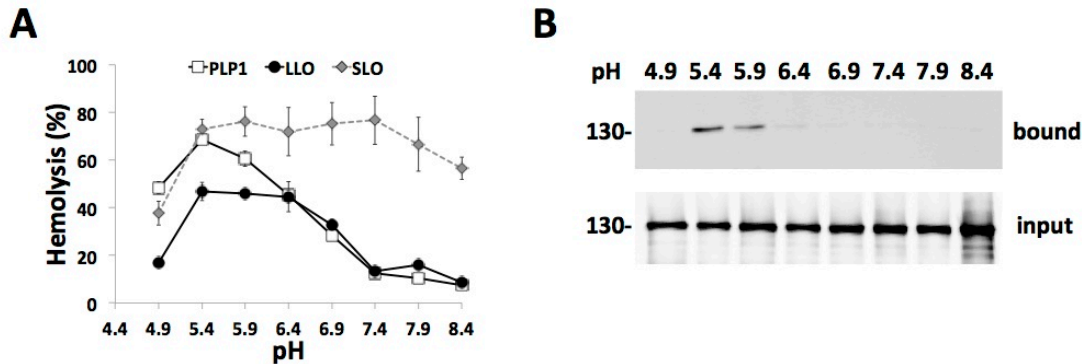 A
100
80
60
40
20
0
Hemolysis (%)
PLP1 LLO SLO
4.4 4.9 5.4 5.9 6.4 6.9 7.4 7.9 8.4
pH
B
pH 4.9 5.4 5.9 6.4 6.9 7.4 7.9 8.4
130- bound
130- input